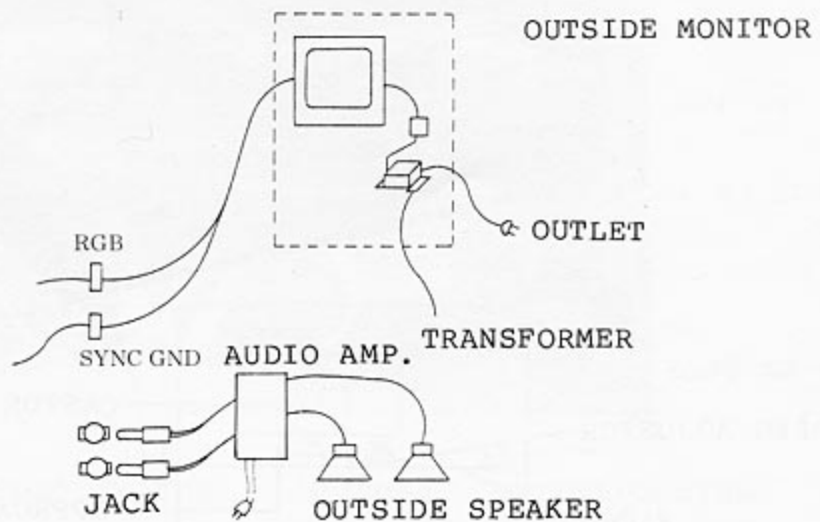 OUTSIDE MONITOR
RGB
OUTLET
SYNC GND
TRANSFORMER
AUDIO AMP.
JACK
OUTSIDE SPEAKER